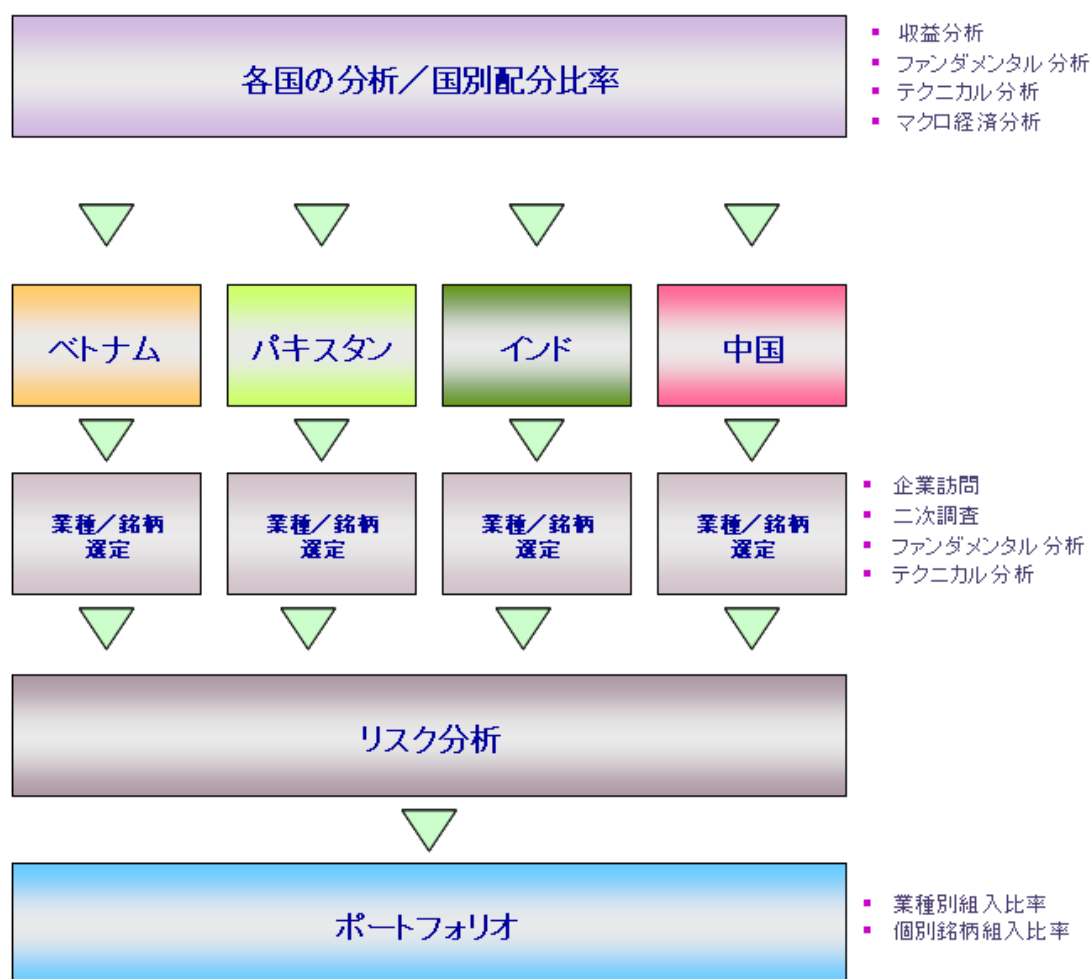 各国の分析／国別配分比率
▪ 収益分析
▪ ファンダメンタル分析
▪ テクニカル分析
▪ マクロ経済分析
ベトナム
パキスタン
インド
中国
業種／銘柄
選定
業種／銘柄
選定
業種／銘柄
選定
業種／銘柄
選定
▪ 企業訪問
▪ 二次調査
▪ ファンダメンタル分析
▪ テクニカル分析
リスク分析
ポートフォリオ
▪ 業種別組入比率
▪ 個別銘柄組入比率